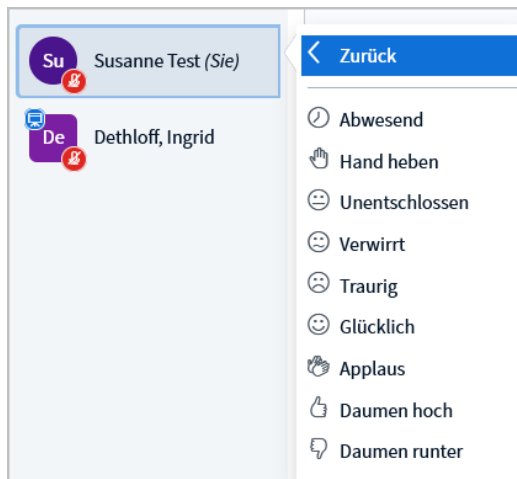 Su
Susanne Test (Sie)
De
Dethloff, Ingrid
Zurück
Abwesend
Hand heben
Unentschlossen
Verwirrt
Traurig
Glücklich
Applaus
Daumen hoch
Daumen runter